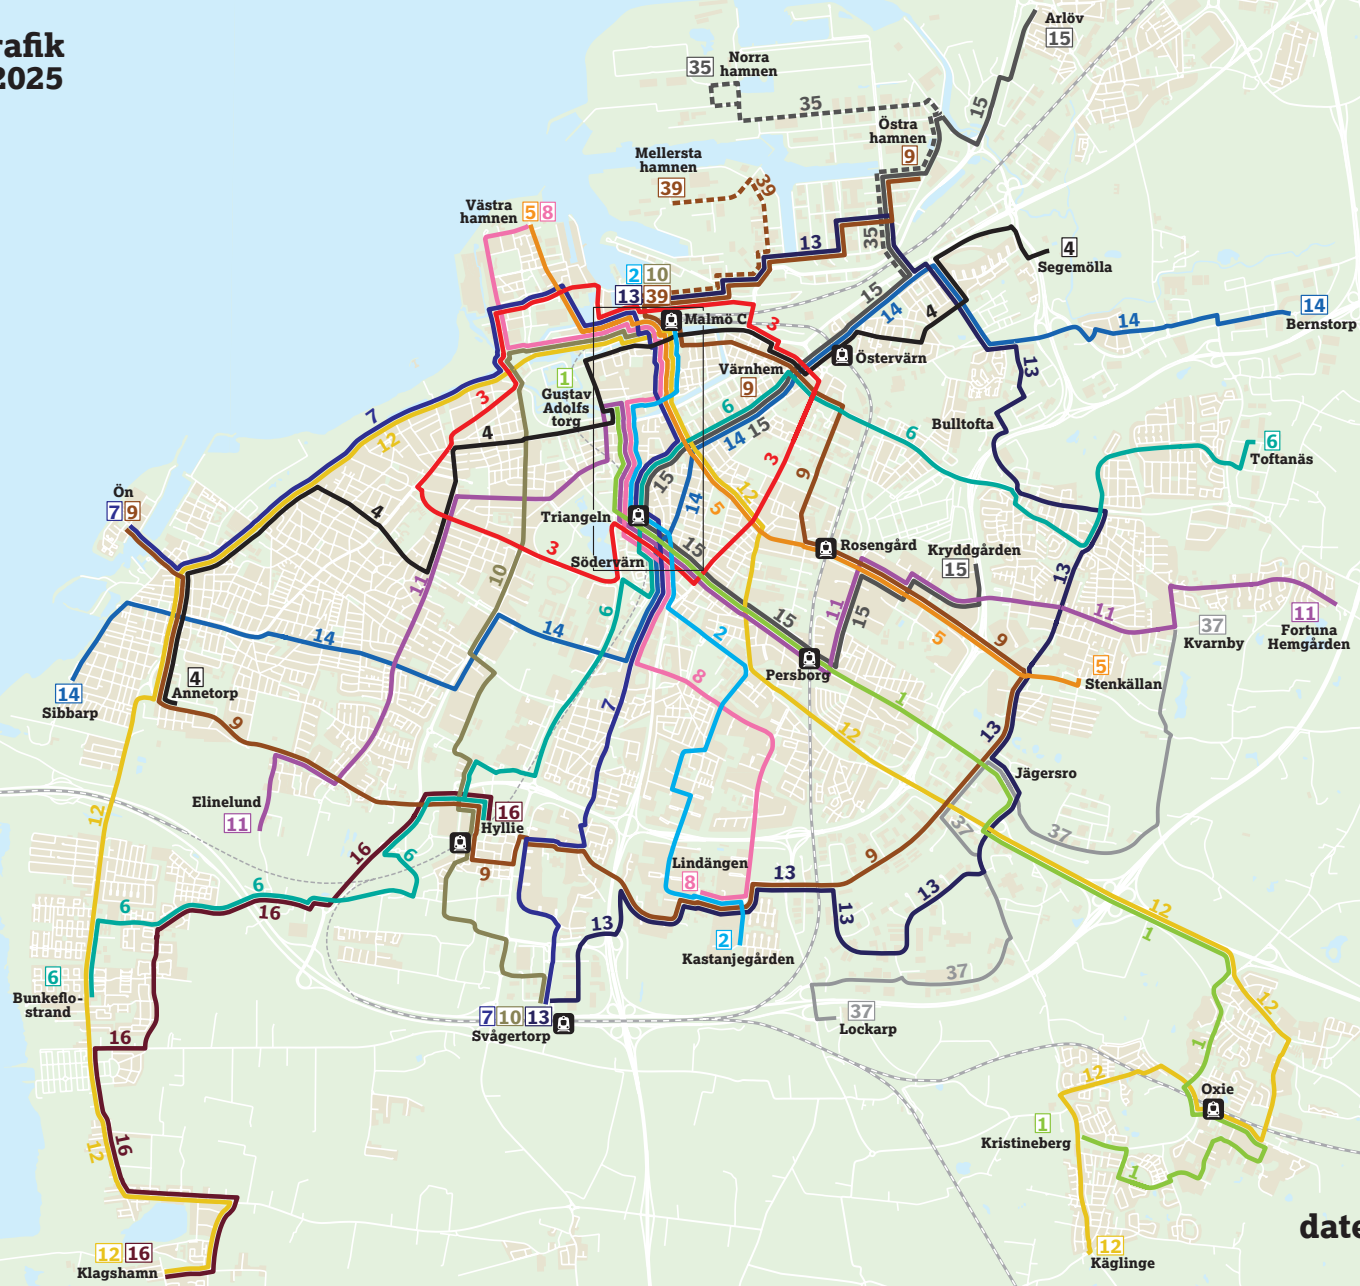 rafik
2025
Arlöv
15
Norra
hamnen
35
35
15
Östra
hamnen
9
Mellersta
hamnen
39
39
Västra
hamnen
5 8
13
35
4
Segemölla
2 10
13 39
15
14
4
14
Bernstorp
14
Malmö C
3
Östervärn
13
Värnhem
9
1
Gustav
Adolfs
torg
3
7
12
4
6
14
15
6
Bulltofta
6
Toftanäs
3
9
15
12
14
5
Ön
7 9
4
Triangeln
15
Rosengård
Kryddgården
15
3
Södervärn
10
11
6
13
11
37
Kvarnby
11
Fortuna
Hemgården
15
11
15
14
14
2
5
9
5
Stenkällan
Persborg
4
Annetorp
14
Sibbarp
8
1
7
9
12
13
Jägersro
Elinelund
11
12
16
Hyllie
37
37
16
6
9
Lindängen
8
13
9
6
16
6
13
13
13
12
1
2
Kastanjegården
6
Bunkeflo-
strand
37
37
Lockarp
7 10 13
Svågertorp
12
16
1
12
Oxie
1
Kristineberg
16
12
1
date
12 16
Klagshamn
12
Käglinge